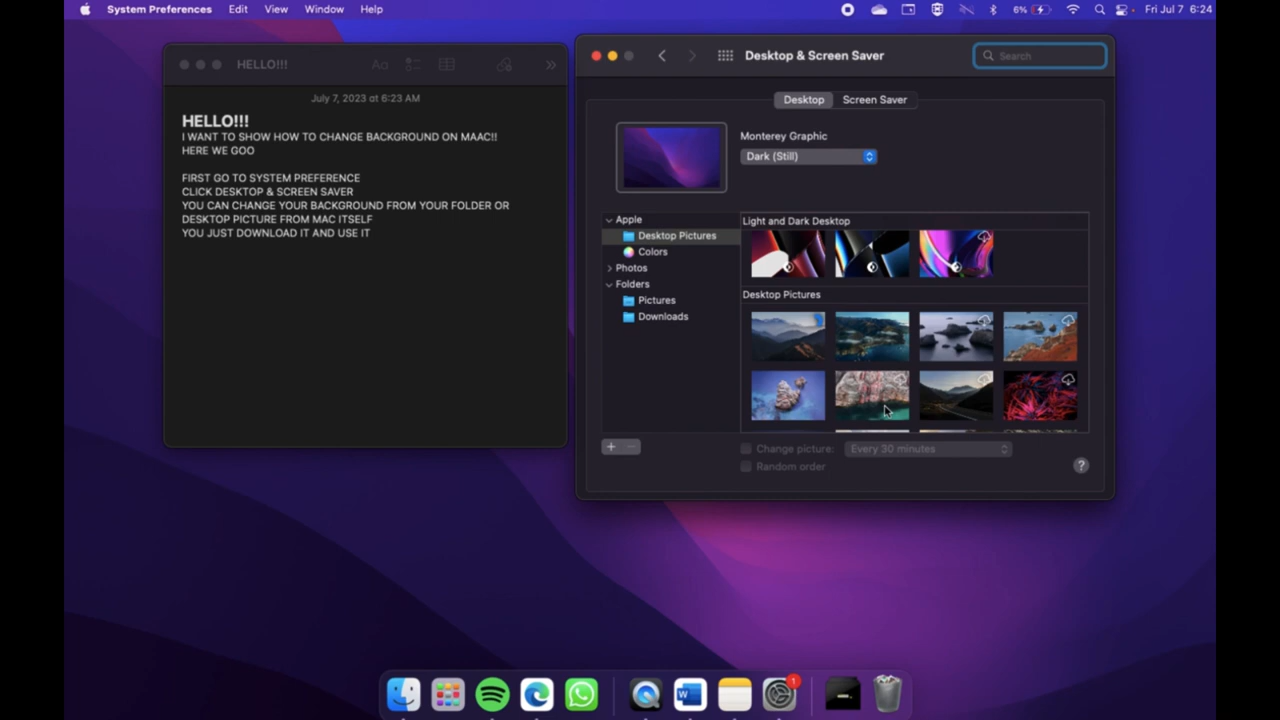 System Preferences Edit View Window Help 6% Fri Jul 7 6:24
HELLO!!! Aa
July 7, 2023 at 6:23 AM
HELLO!!!
I WANT TO SHOW HOW TO CHANGE BACKGROUND ON MAAC!!
HERE WE GOO
FIRST GO TO SYSTEM PREFERENCE
CLICK DESKTOP & SCREEN SAVER
YOU CAN CHANGE YOUR BACKGROUND FROM YOUR FOLDER OR
DESKTOP PICTURE FROM MAC ITSELF
YOU JUST DOWNLOAD IT AND USE IT
Desktop & Screen Saver Search
Desktop Screen Saver
Monterey Graphic
Dark (Still)
Apple
Desktop Pictures
Colors
Photos
Folders
Pictures
Downloads
Light and Dark Desktop
Desktop Pictures
+ −
Change picture: Every 30 minutes
Random order
?
W
1